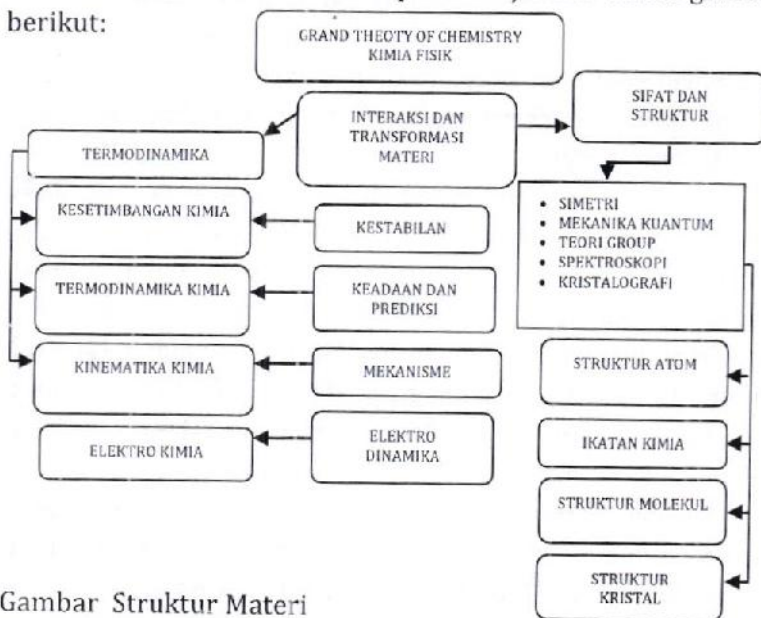 berikut:
GRAND THEOTY OF CHEMISTRY
KIMIA FISIK
INTERAKSI DAN
TRANSFORMASI
MATERI
SIFAT DAN
STRUKTUR
TERMODINAMIKA
KESETIMBANGAN KIMIA
KESTABILAN
TERMODINAMIKA KIMIA
KEADAAN DAN
PREDIKSI
KINEMATIKA KIMIA
MEKANISME
ELEKTRO KIMIA
ELEKTRO
DINAMIKA
• SIMETRI
• MEKANIKA KUANTUM
• TEORI GROUP
• SPEKTROSKOPI
• KRISTALOGRAFI
STRUKTUR ATOM
IKATAN KIMIA
STRUKTUR MOLEKUL
STRUKTUR
KRISTAL
Gambar Struktur Materi